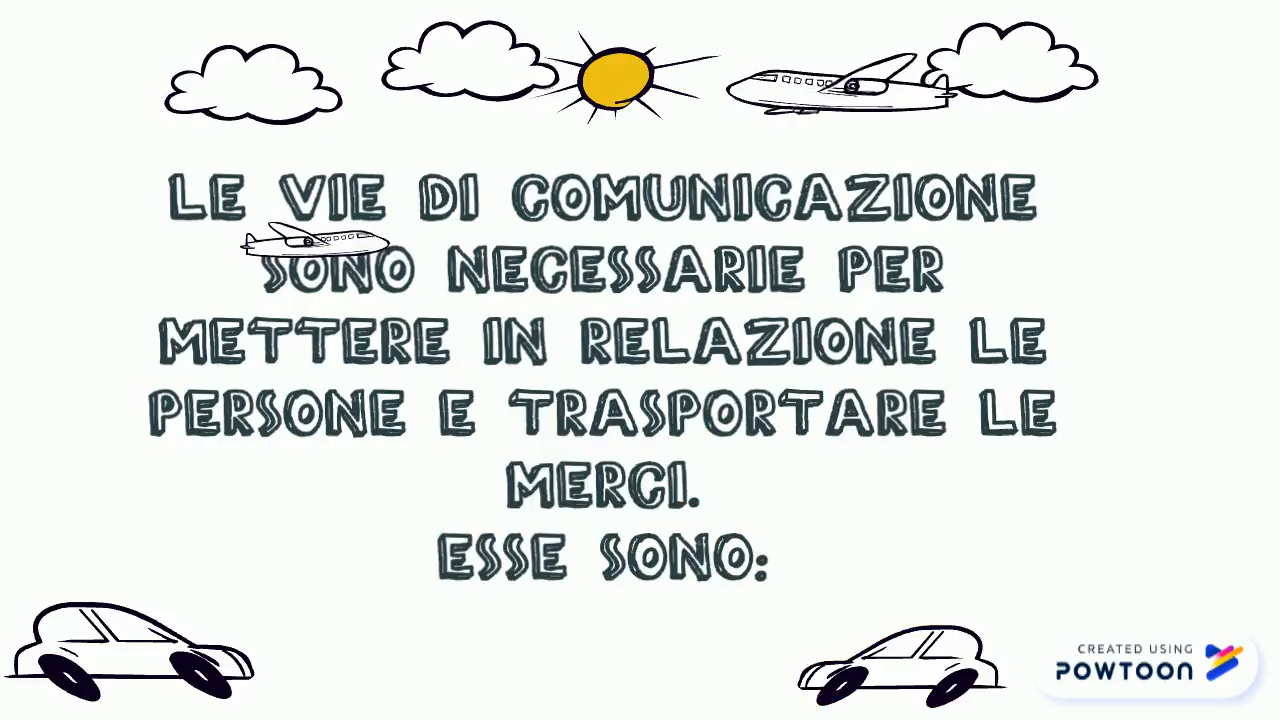 LE VIE DI COMUNICAZIONE
SONO NECESSARIE PER
METTERE IN RELAZIONE LE
PERSONE E TRASPORTARE LE
MERCI.
ESSE SONO:
CREATED USING
POWTOON